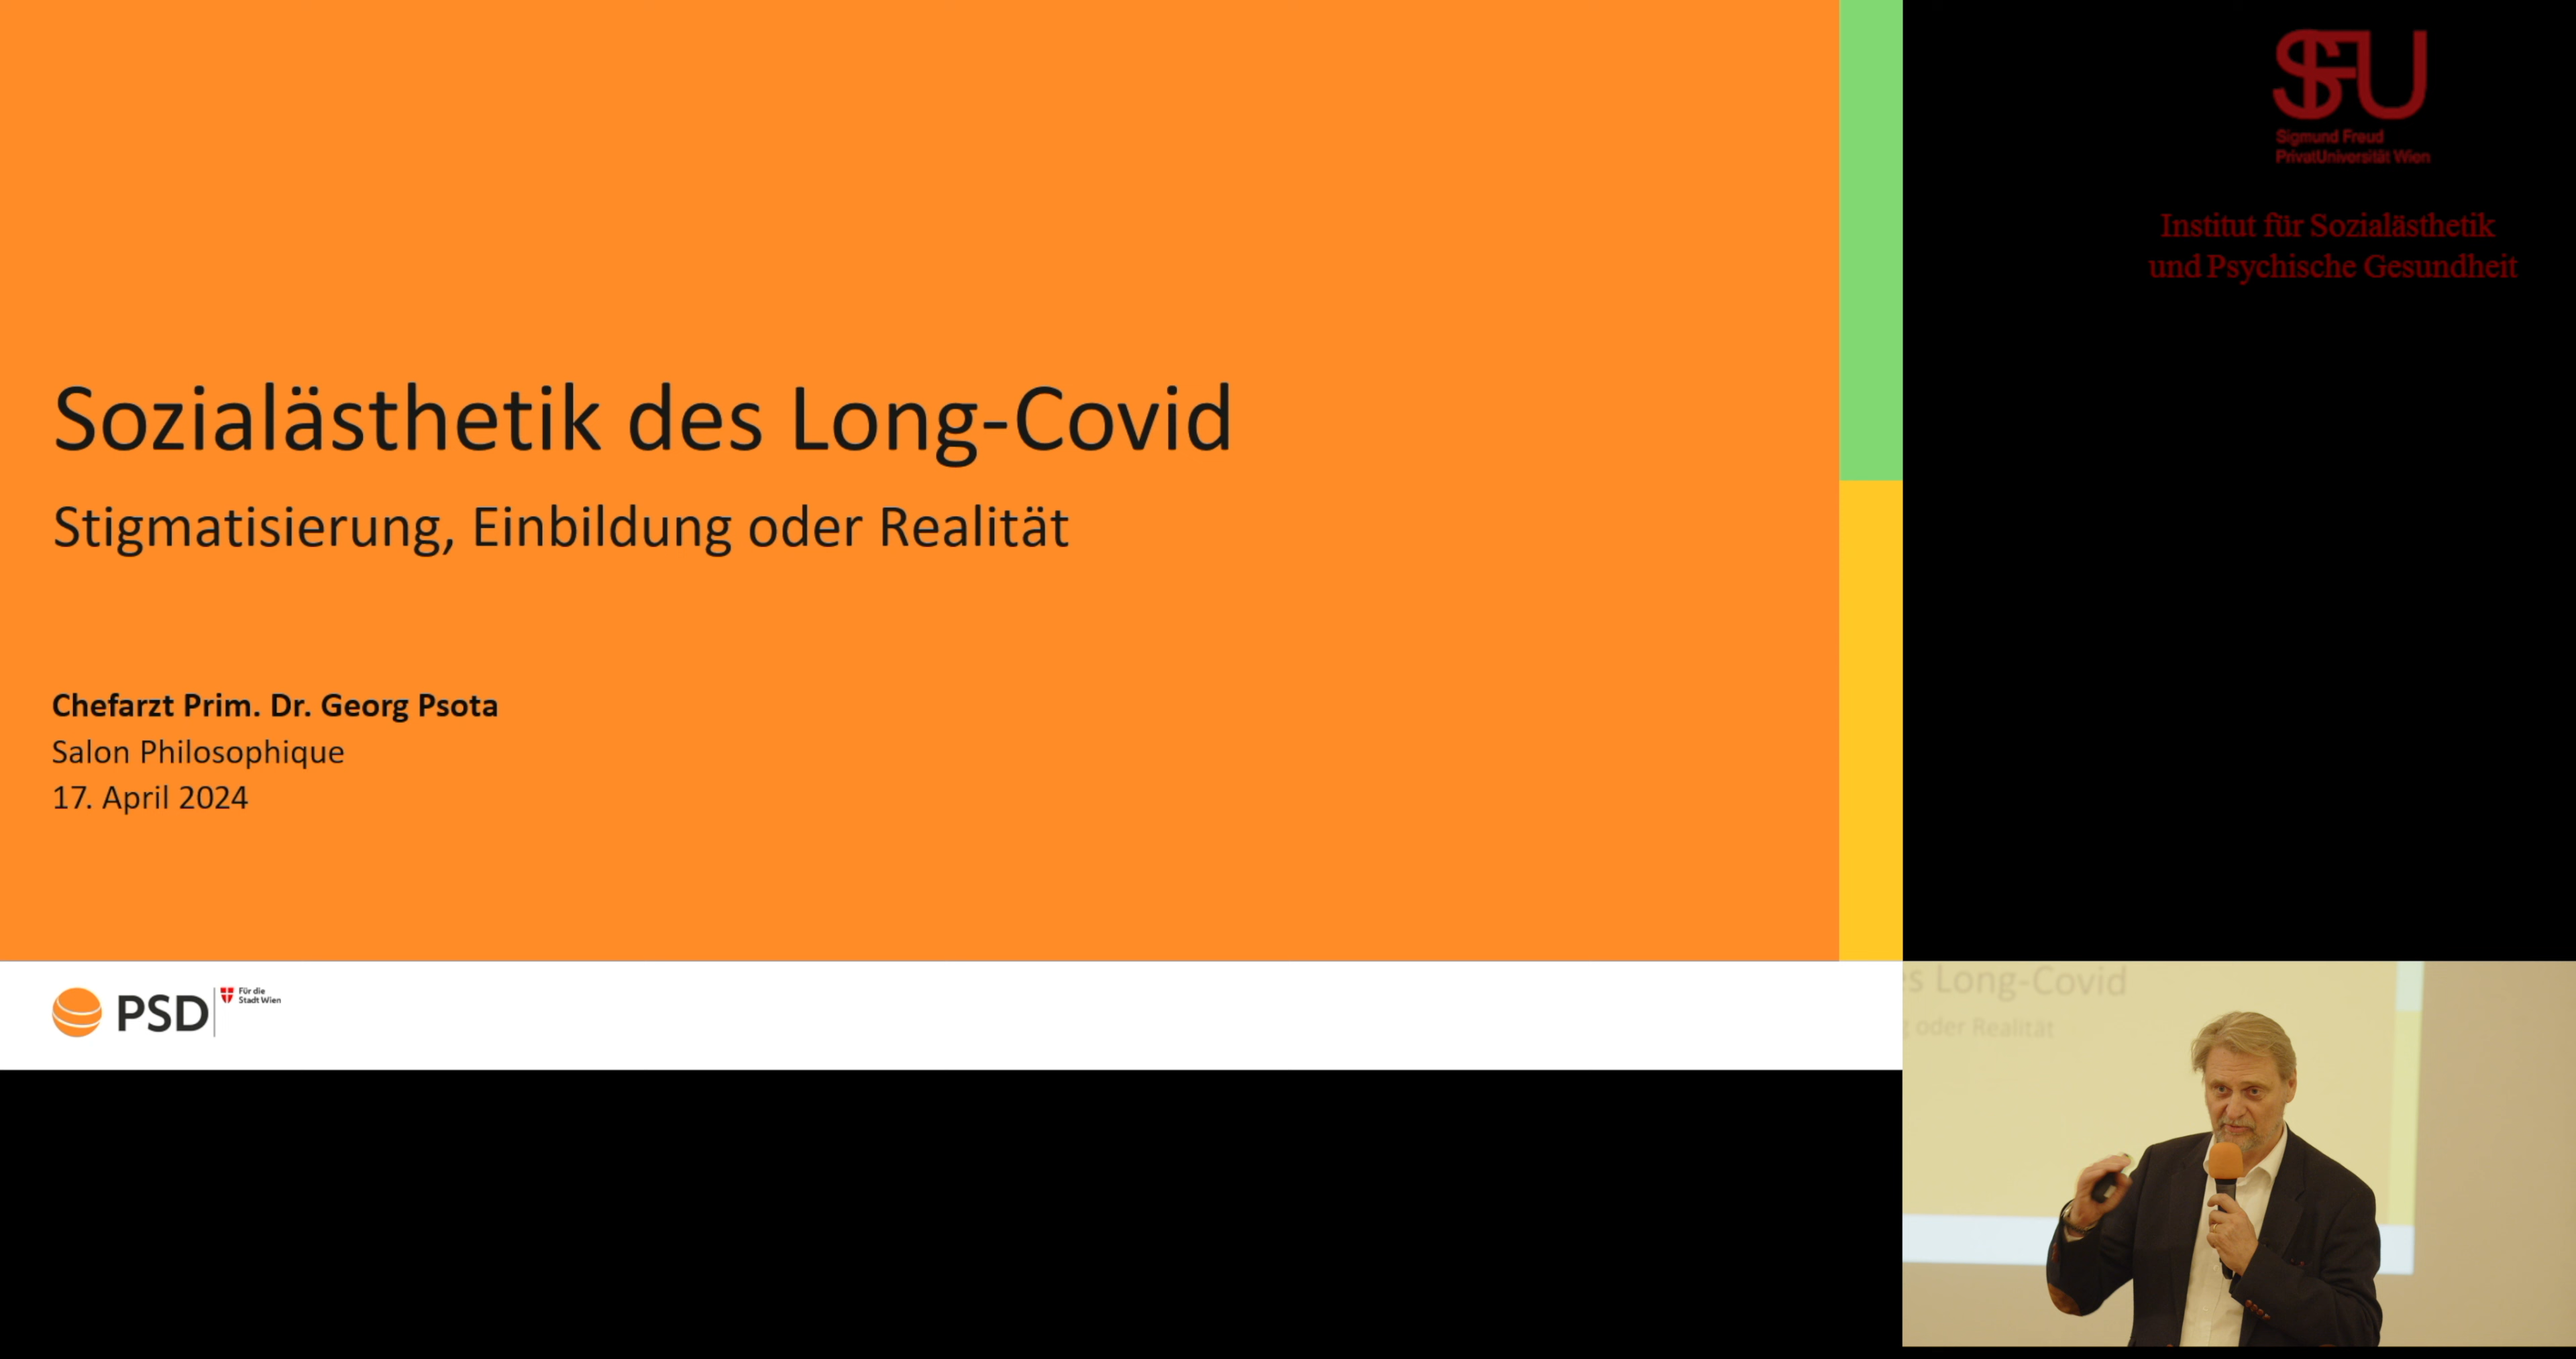 Sozialästhetik des Long-Covid
Stigmatisierung, Einbildung oder Realität
Chefarzt Prim. Dr. Georg Psota
Salon Philosophique
17. April 2024
PSD
Für die
Stadt Wien
SFU
Sigmund Freud
PrivatUniversität Wien
Institut für Sozialästhetik
und Psychische Gesundheit
es Long-Covid
g oder Realität